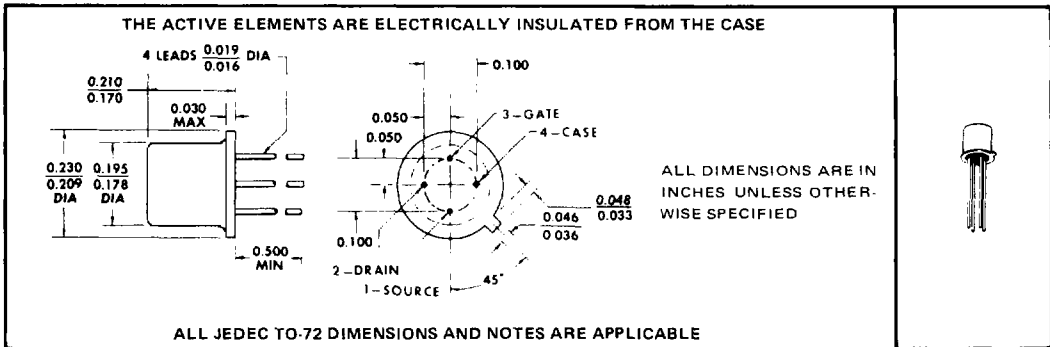 THE ACTIVE ELEMENTS ARE ELECTRICALLY INSULATED FROM THE CASE
4 LEADS 0.019 DIA
0.016
0.210
0.170
0.030
MAX
0.100
0.050
0.050
3-GATE
4-CASE
0.230
0.209
DIA
0.195
0.178
DIA
ALL DIMENSIONS ARE IN
INCHES UNLESS OTHER-
WISE SPECIFIED
0.048
0.033
0.046
0.036
0.100
0.500
MIN
2-DRAIN
1-SOURCE
45°
ALL JEDEC TO-72 DIMENSIONS AND NOTES ARE APPLICABLE